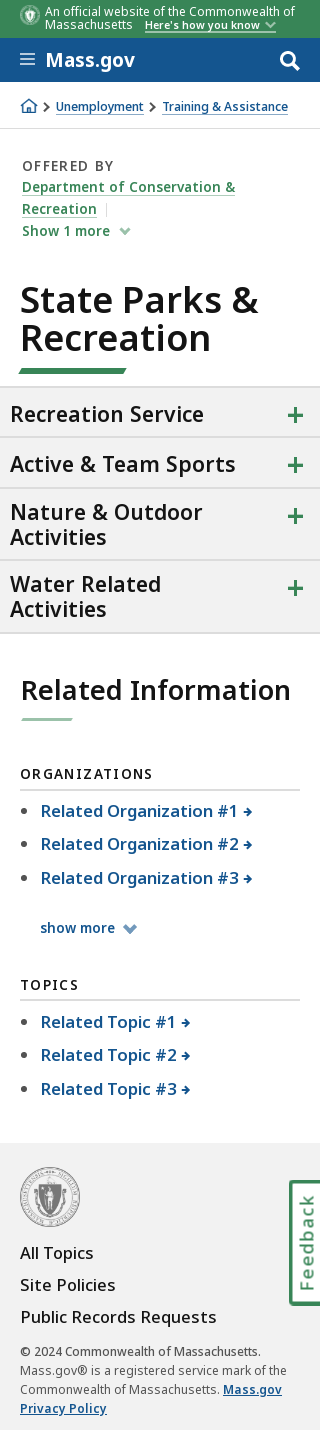 An official website of the Commonwealth of
Massachusetts Here's how you know
Mass.gov
Unemployment Training & Assistance
OFFERED BY
Department of Conservation &
Recreation
Show 1 more
State Parks &
Recreation
Recreation Service
Active & Team Sports
Nature & Outdoor
Activities
Water Related
Activities
Related Information
ORGANIZATIONS
Related Organization #1
Related Organization #2
Related Organization #3
show more
TOPICS
Related Topic #1
Related Topic #2
Related Topic #3
Feedback
All Topics
Site Policies
Public Records Requests
© 2024 Commonwealth of Massachusetts.
Mass.gov® is a registered service mark of the
Commonwealth of Massachusetts. Mass.gov
Privacy Policy